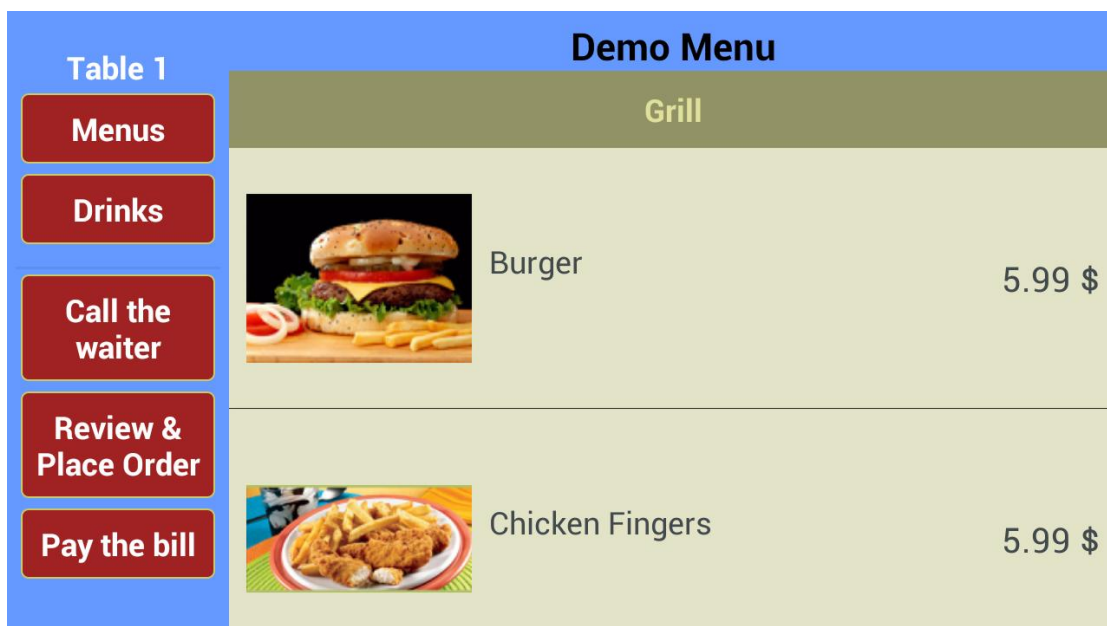 Table 1
Menus
Drinks
Call the
waiter
Review &
Place Order
Pay the bill
Demo Menu
Grill
Burger
5.99 $
Chicken Fingers
5.99 $